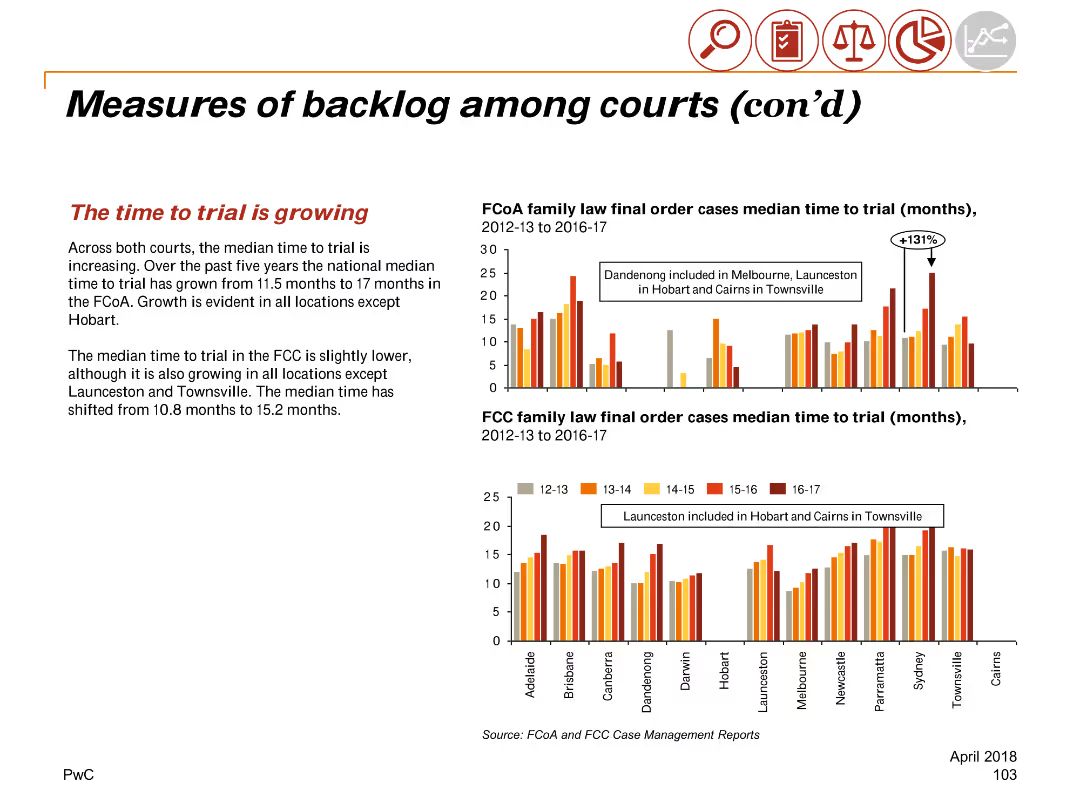 Measures of backlog among courts (con’d)
The time to trial is growing
Across both courts, the median time to trial is
increasing. Over the past five years the national median
time to trial has grown from 11.5 months to 17 months in
the FCoA. Growth is evident in all locations except
Hobart.
The median time to trial in the FCC is slightly lower,
although it is also growing in all locations except
Launceston and Townsville. The median time has
shifted from 10.8 months to 15.2 months.
FCoA family law final order cases median time to trial (months),
2012-13 to 2016-17
+131%
30
25
20
15
10
5
0
Dandenong included in Melbourne, Launceston
in Hobart and Cairns in Townsville
FCC family law final order cases median time to trial (months),
2012-13 to 2016-17
12-13 13-14 14-15 15-16 16-17
Launceston included in Hobart and Cairns in Townsville
25
20
15
10
5
0
Adelaide
Brisbane
Canberra
Dandenong
Darwin
Hobart
Launceston
Melbourne
Newcastle
Parramatta
Sydney
Townsville
Cairns
Source: FCoA and FCC Case Management Reports
April 2018
PwC
103